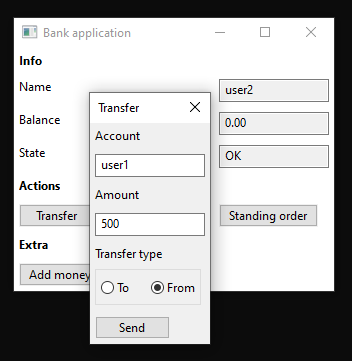 Bank application
Info
Name
user2
Balance
0.00
State
OK
Actions
Transfer
Standing order
Extra
Add money
Transfer
Account
user1
Amount
500
Transfer type
To
From
Send